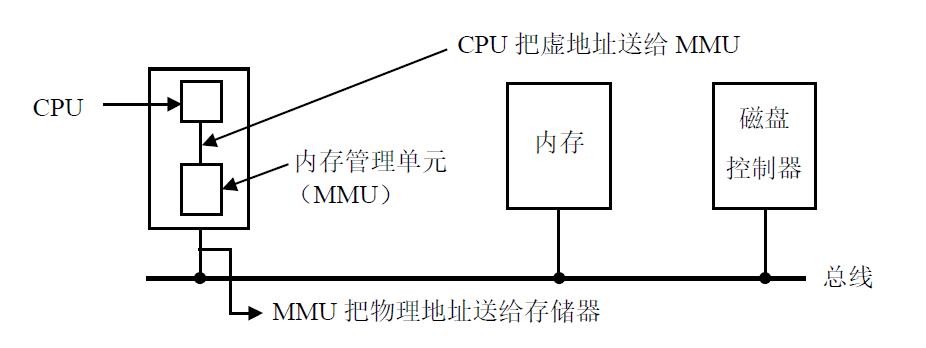 CPU 把虚地址送给 MMU
CPU
内存管理单元
（MMU）
内存
磁盘
控制器
总线
MMU 把物理地址送给存储器